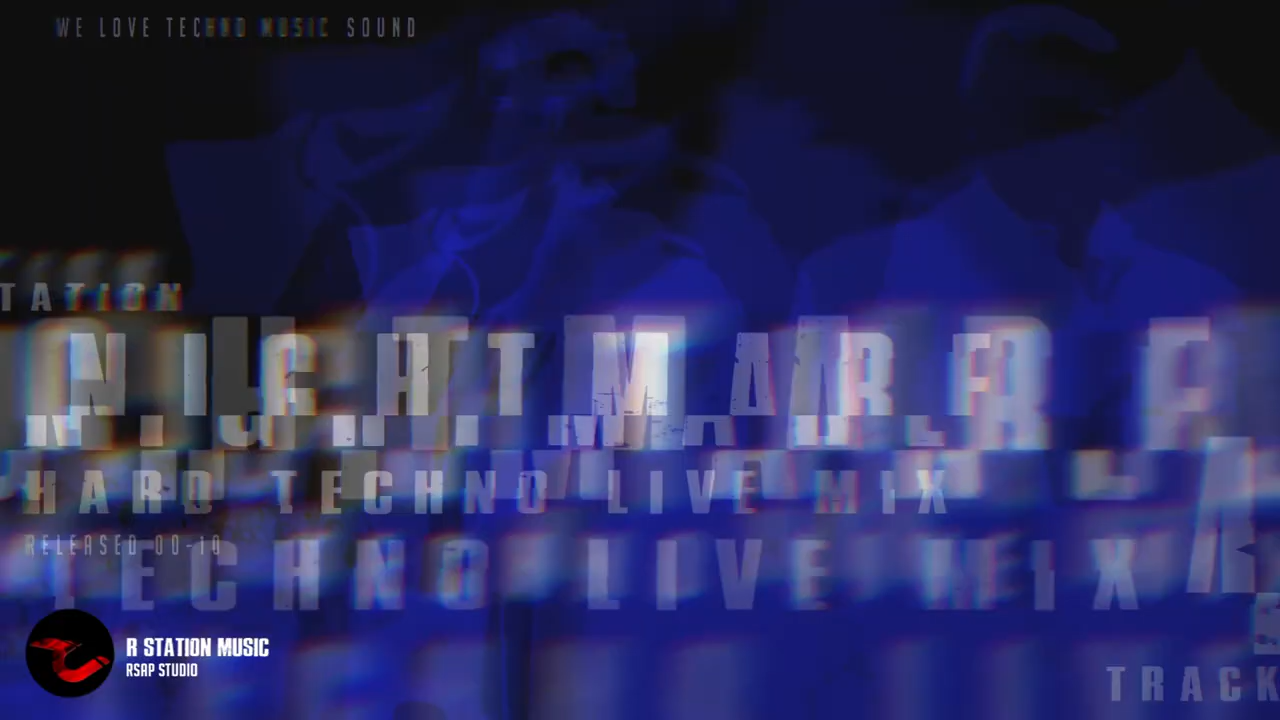 WE LOVE TECHNO MUSIC SOUND
TATION
NIGHTMARE
HARD TECHNO LIVE MIX
RELEASED 00-10
TECHNO LIVE MIX
R STATION MUSIC
RSAP STUDIO
TRACK